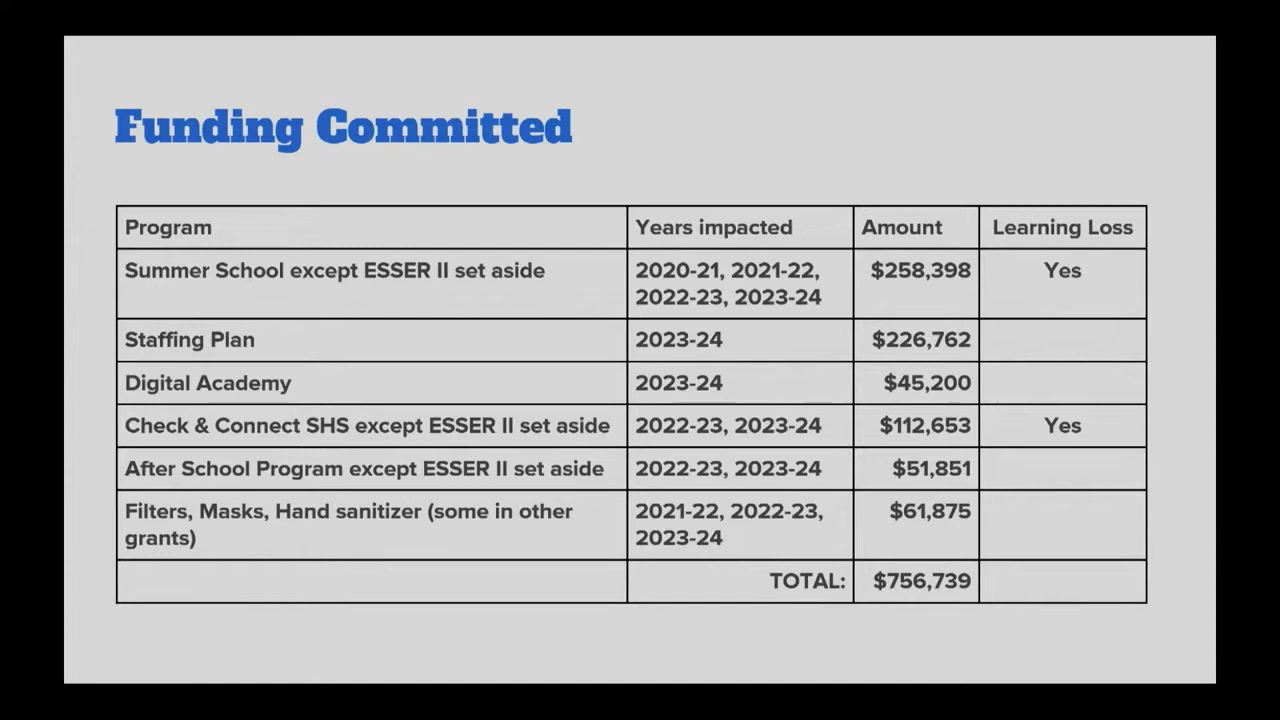 Funding Committed
Program Years impacted Amount Learning Loss
Summer School except ESSER II set aside 2020-21, 2021-22, $258,398 Yes
2022-23, 2023-24
Staffing Plan 2023-24 $226,762
Digital Academy 2023-24 $45,200
Check & Connect SHS except ESSER II set aside 2022-23, 2023-24 $112,653 Yes
After School Program except ESSER II set aside 2022-23, 2023-24 $51,851
Filters, Masks, Hand sanitizer (some in other 2021-22, 2022-23, $61,875
grants) 2023-24
TOTAL: $756,739